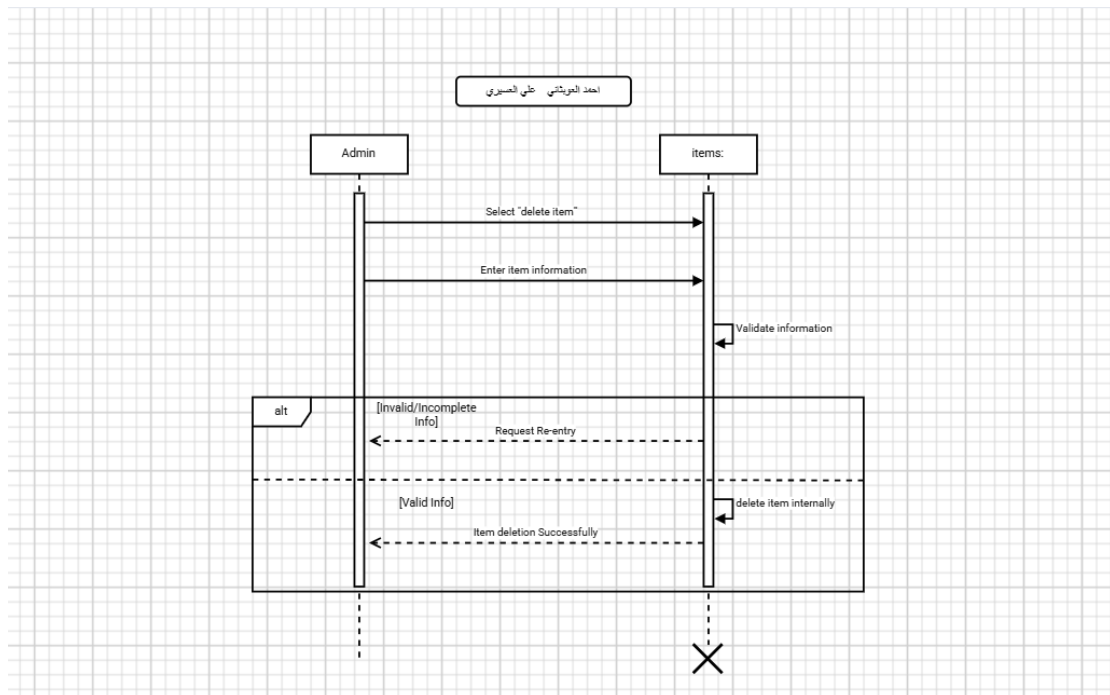 احمد العويثاني علي العسيري
Admin
items:
Select "delete item"
Enter item information
Validate information
alt
[Invalid/Incomplete
Info]
Request Re-entry
[Valid Info]
delete item internally
Item deletion Successfully